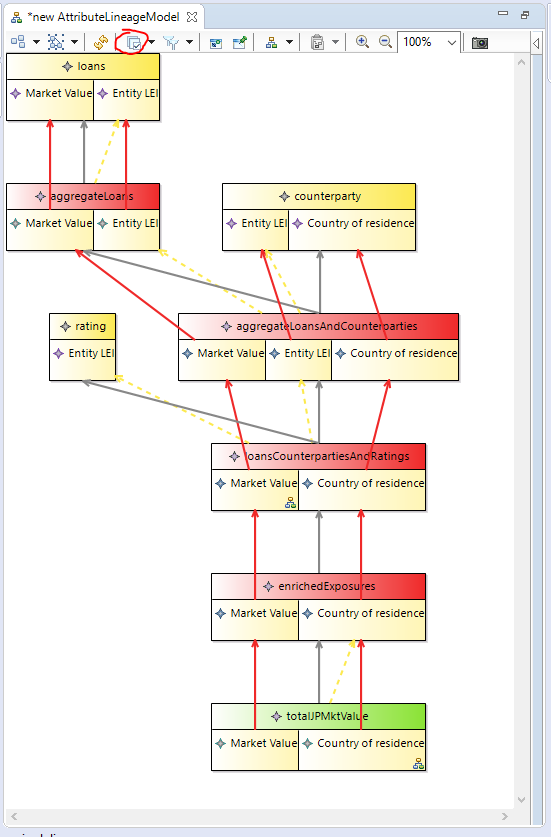 *new AttributeLineageModel
100%
loans
Market Value Entity LEI
aggregateLoans
Market Value Entity LEI
counterparty
Entity LEI Country of residence
aggregateLoansAndCounterparties
Market Value Entity LEI Country of residence
rating
Entity LEI
loansCounterpartiesAndRatings
Market Value Country of residence
enrichedExposures
Market Value Country of residence
totalJPMktValue
Market Value Country of residence